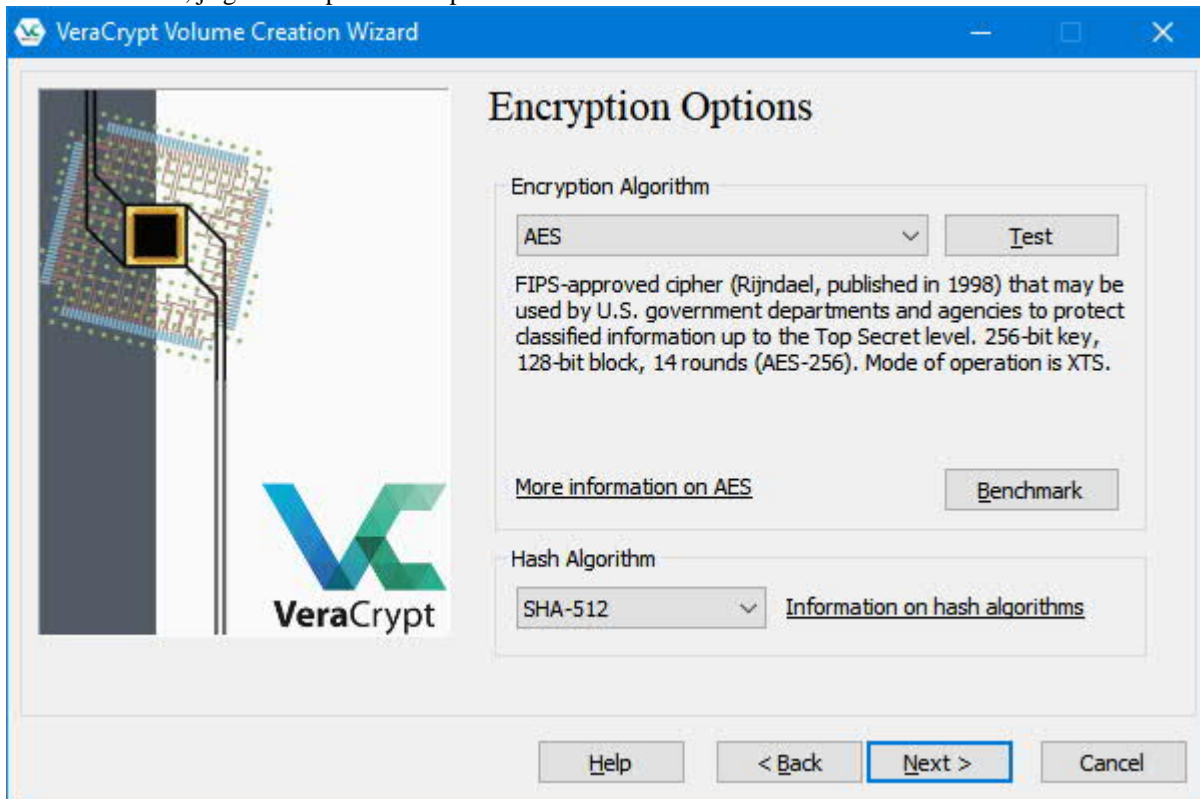 VeraCrypt Volume Creation Wizard
Encryption Options
Encryption Algorithm
AES
Test
FIPS-approved cipher (Rijndael, published in 1998) that may be
used by U.S. government departments and agencies to protect
classified information up to the Top Secret level. 256-bit key,
128-bit block, 14 rounds (AES-256). Mode of operation is XTS.
More information on AES
Benchmark
Hash Algorithm
SHA-512
Information on hash algorithms
VeraCrypt
Help
< Back
Next >
Cancel